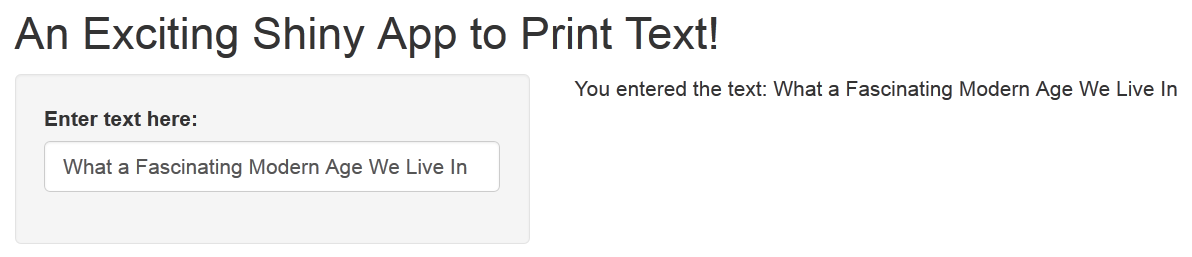 An Exciting Shiny App to Print Text!
Enter text here:
What a Fascinating Modern Age We Live In
You entered the text: What a Fascinating Modern Age We Live In